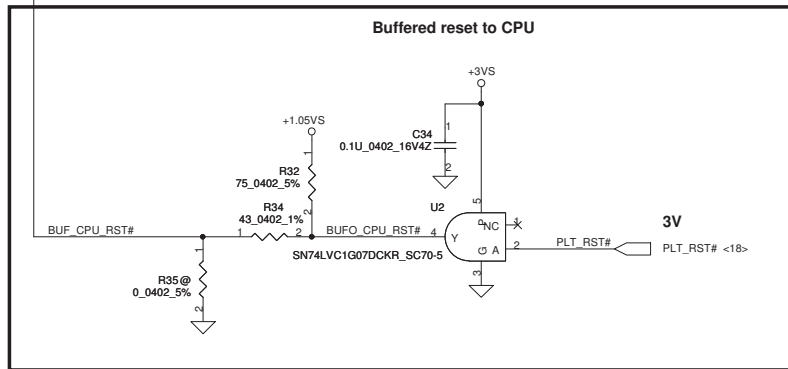 Buffered reset to CPU
+3VS
+1.05VS
1
C34
0.1U_0402_16V4Z
2
1
R32
75_0402_5%
2
U2
5
P
NC
1
3V
R34
43_0402_1%
BUF_CPU_RST#
1
2
BUFO_CPU_RST#
4
Y
G
A
2
PLT_RST#
PLT_RST# <18>
SN74LVC1G07DCKR_SC70-5
3
1
R35@
0_0402_5%
2